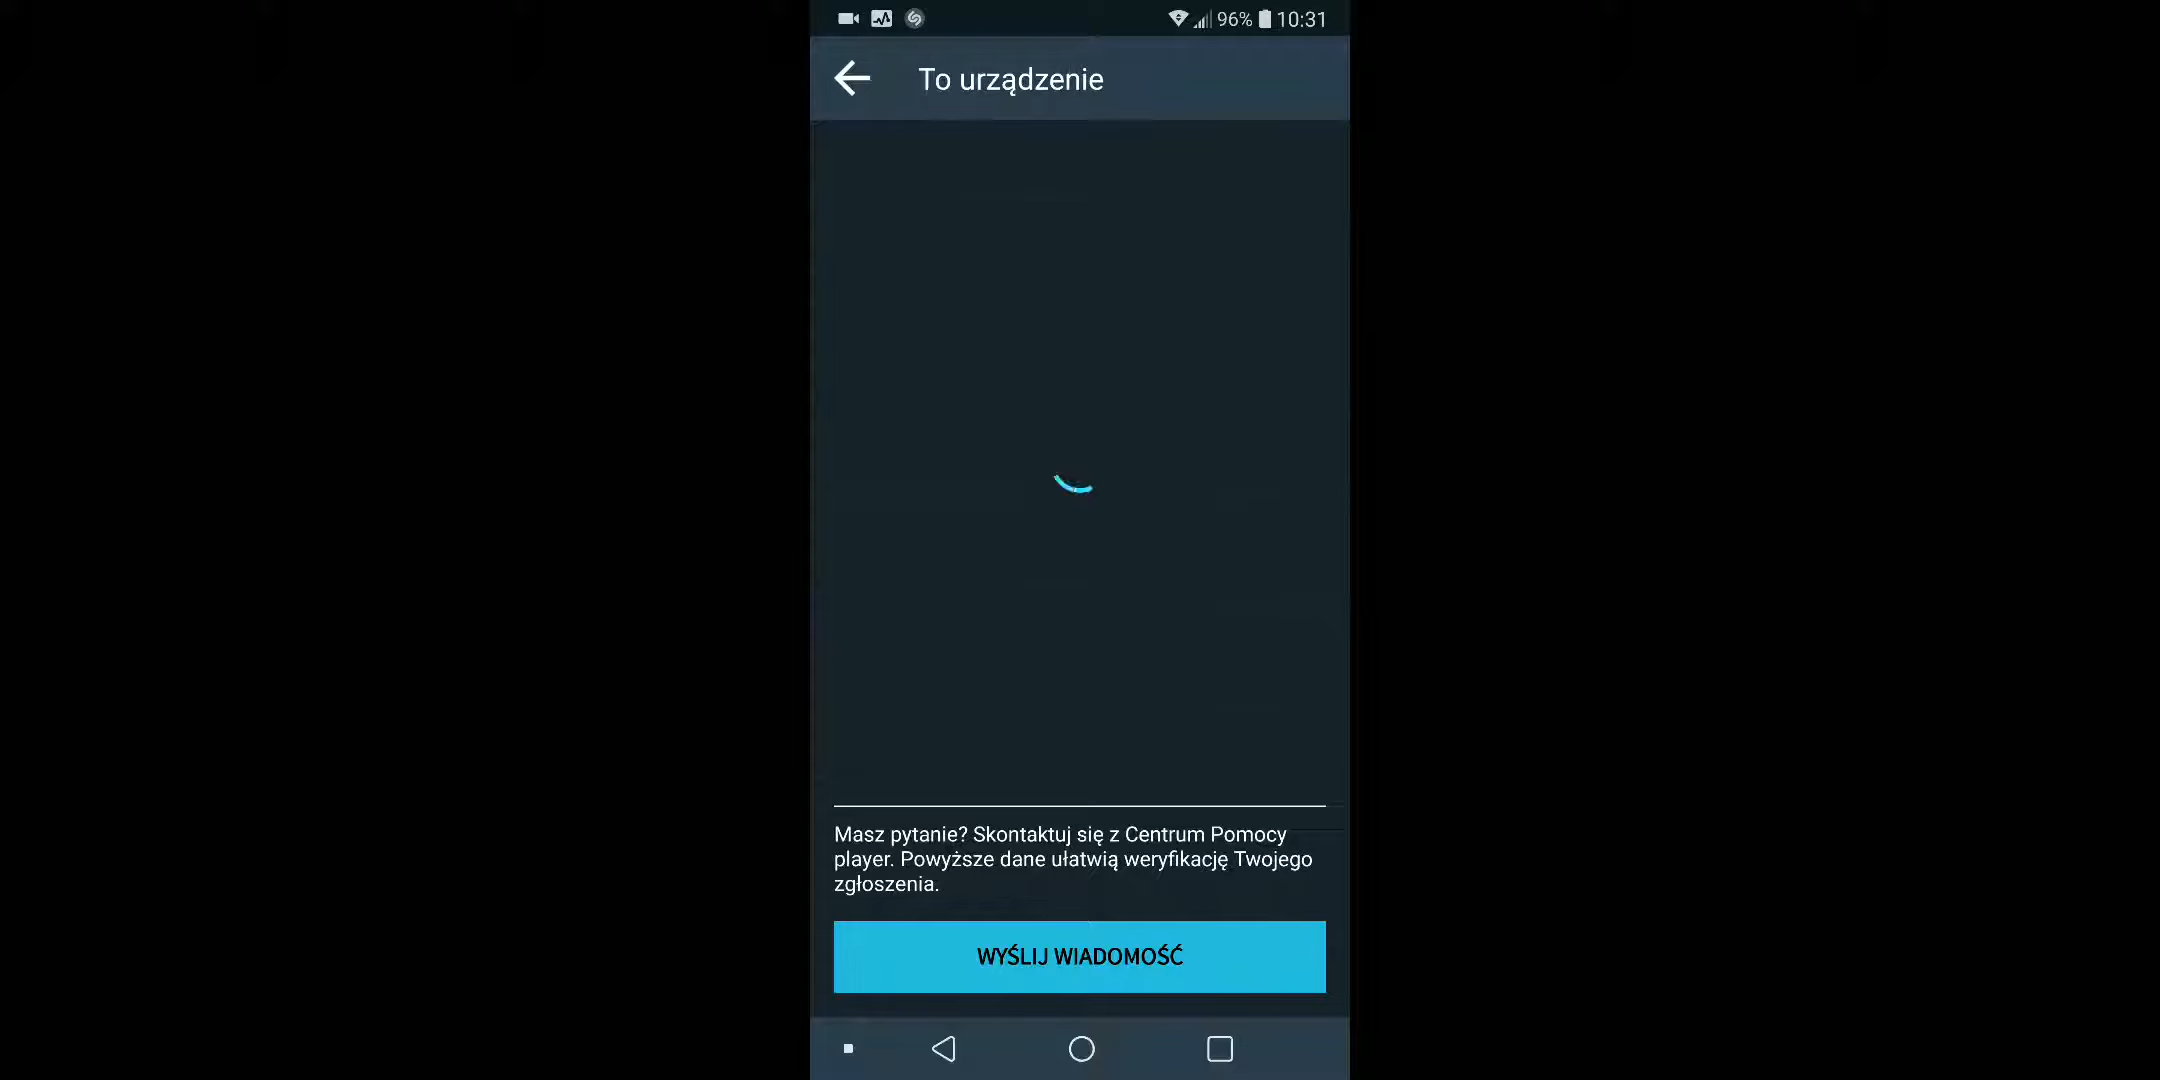 96% 10:31
To urządzenie
Masz pytanie? Skontaktuj się z Centrum Pomocy
player. Powyższe dane ułatwią weryfikację Twojego
zgłoszenia.
WYŚLIJ WIADOMOŚĆ